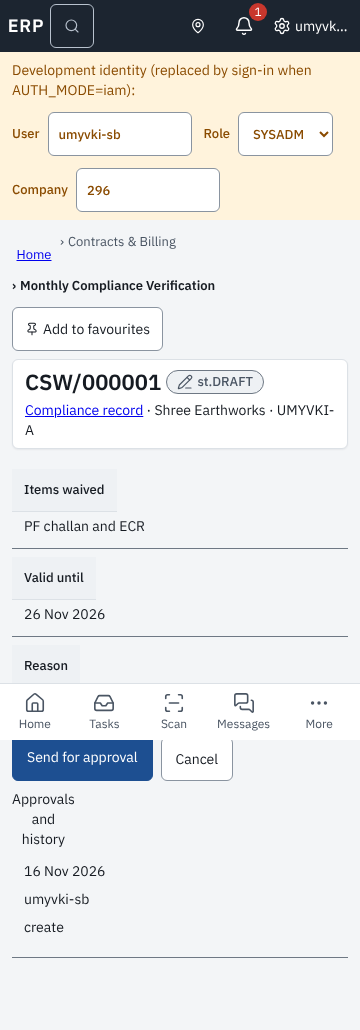 ERP
1
umyvk...
Development identity (replaced by sign-in when
AUTH_MODE=iam):
User
umyvki-sb
Role
SYSADM
Company
296
Home
› Contracts & Billing
› Monthly Compliance Verification
Add to favourites
CSW/000001
st.DRAFT
Compliance record · Shree Earthworks · UMYVKI-
A
Items waived
PF challan and ECR
Valid until
26 Nov 2026
Reason
Home
Tasks
Scan
Messages
More
Send for approval
Cancel
Approvals
and
history
16 Nov 2026
umyvki-sb
create